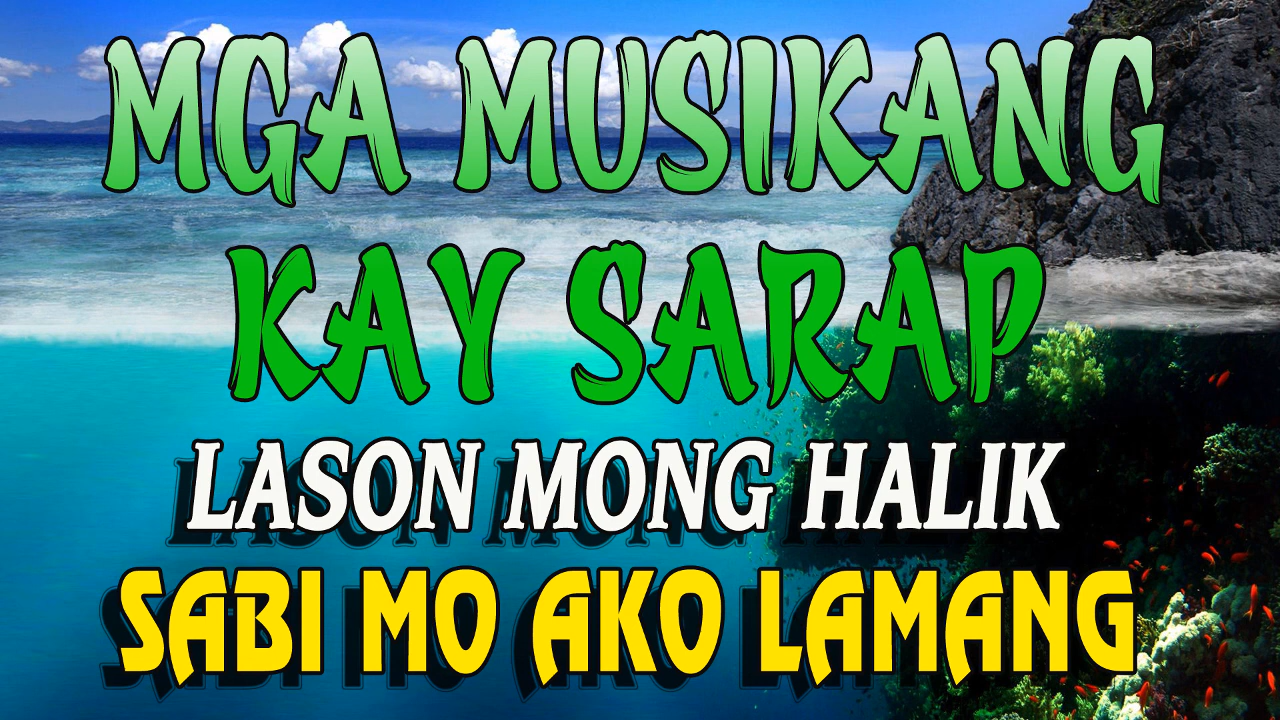 MGA MUSIKANG
KAY SARAP
LASON MONG HALIK
SABI MO AKO LAMANG